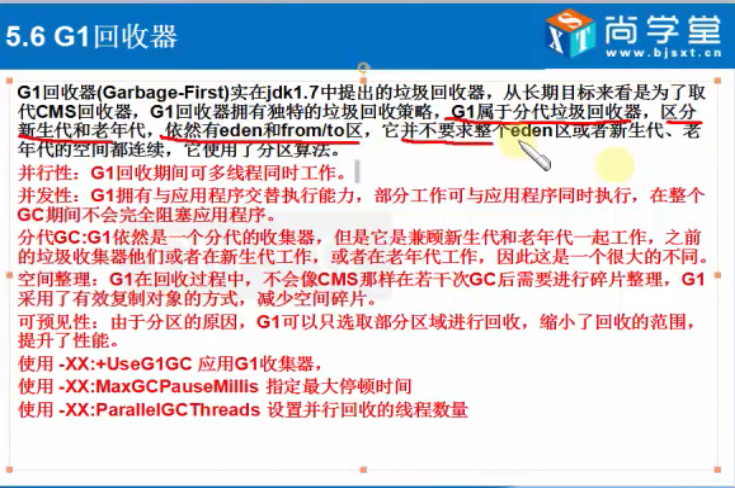 5.6 G1回收器
尚学堂
www.bjsxt.cn
G1回收器(Garbage-First)实在jdk1.7中提出的垃圾回收器，从长期目标来看是为了取
代CMS回收器，G1回收器拥有独特的垃圾回收策略，G1属于分代垃圾回收器，区分
新生代和老年代，依然有eden和from/to区，它并不要求整个eden区或者新生代、老
年代的空间都连续，它使用了分区算法。
并行性：G1回收期间可多线程同时工作。
并发性：G1拥有与应用程序交替执行能力，部分工作可与应用程序同时执行，在整个
GC期间不会完全阻塞应用程序。
分代GC:G1依然是一个分代的收集器，但是它是兼顾新生代和老年代一起工作，之前
的垃圾收集器他们或者在新生代工作，或者在老年代工作，因此这是一个很大的不同。
空间整理：G1在回收过程中，不会像CMS那样在若干次GC后需要进行碎片整理，G1
采用了有效复制对象的方式，减少空间碎片。
可预见性：由于分区的原因，G1可以只选取部分区域进行回收，缩小了回收的范围，
提升了性能。
使用 -XX:+UseG1GC 应用G1收集器，
使用 -XX:MaxGCPauseMillis 指定最大停顿时间
使用 -XX:ParallelGCThreads 设置并行回收的线程数量